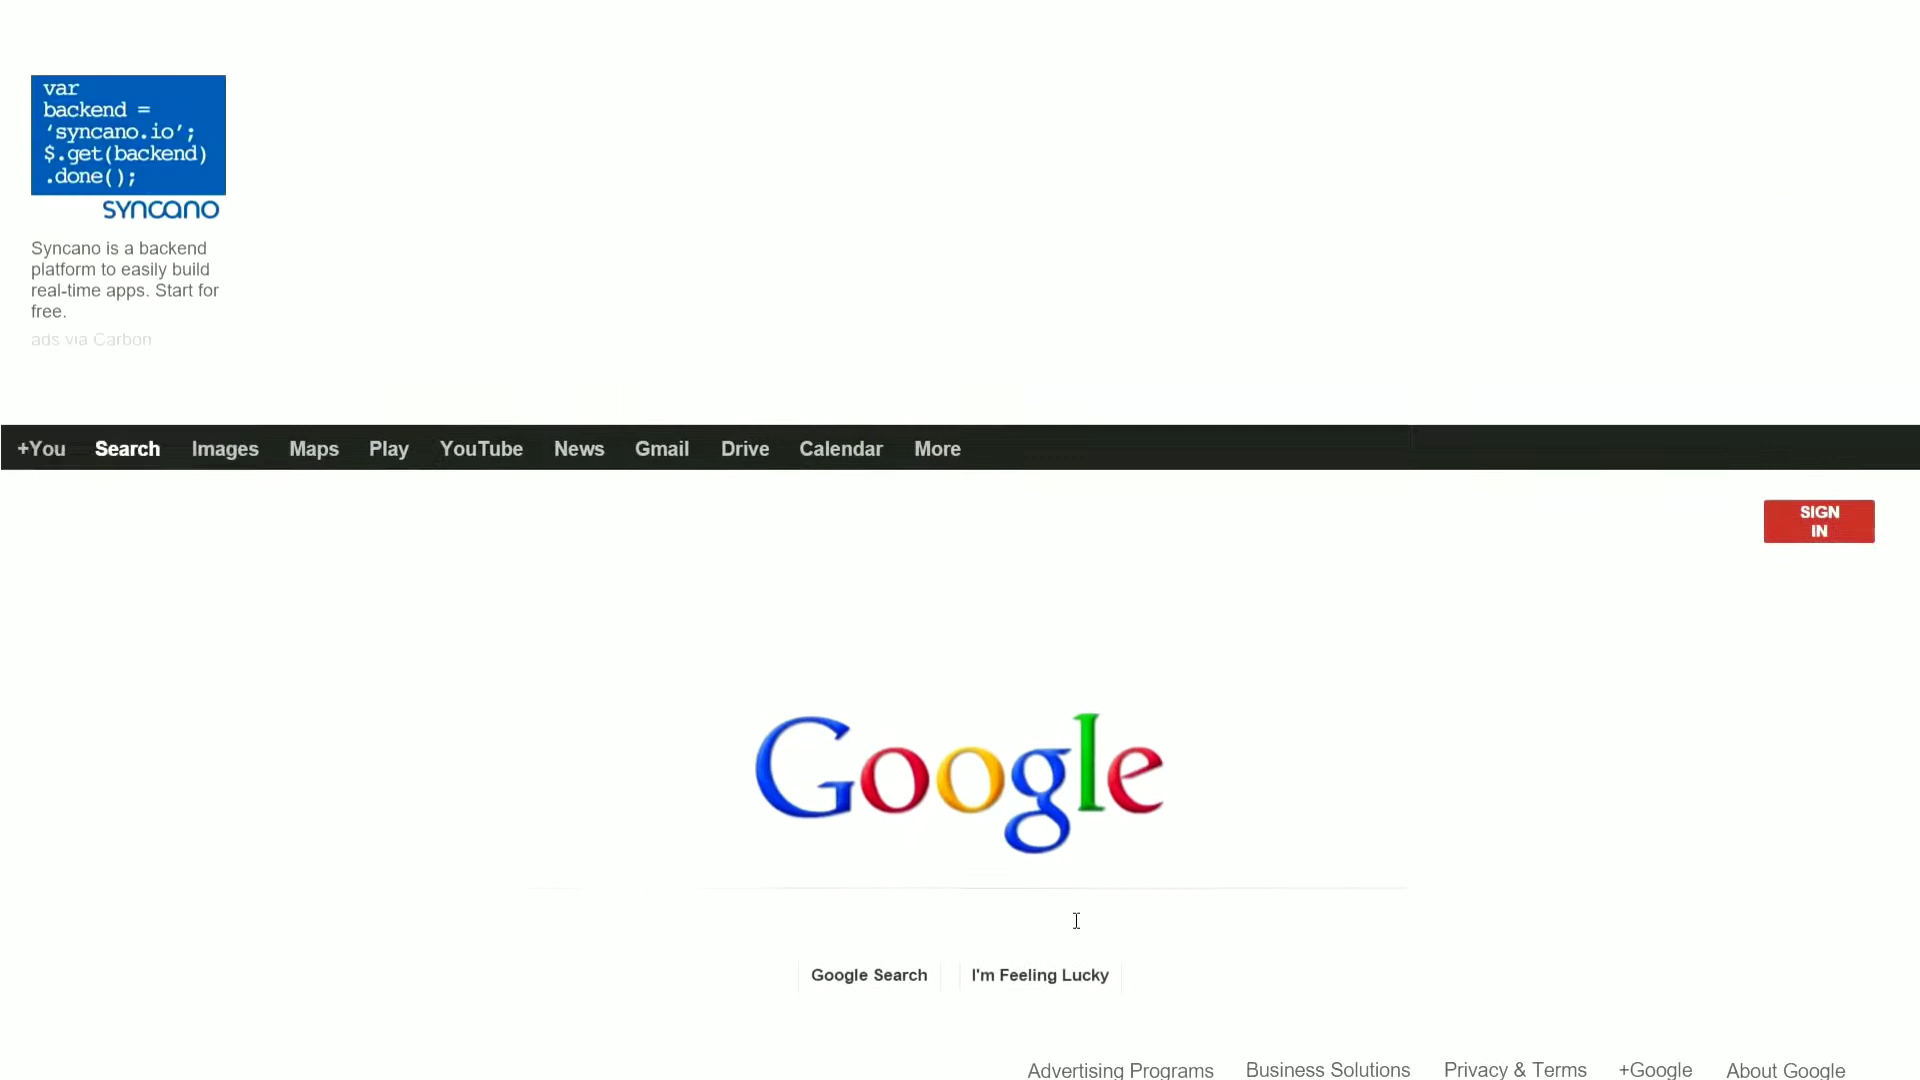 var
backend =
‘syncano.io’;
$.get(backend)
.done();
syncano
Syncano is a backend
platform to easily build
real-time apps. Start for
free.
ads via Carbon
+You Search Images Maps Play YouTube News Gmail Drive Calendar More
SIGN
IN
Google
Google Search I'm Feeling Lucky
Advertising Programs Business Solutions Privacy & Terms +Google About Google